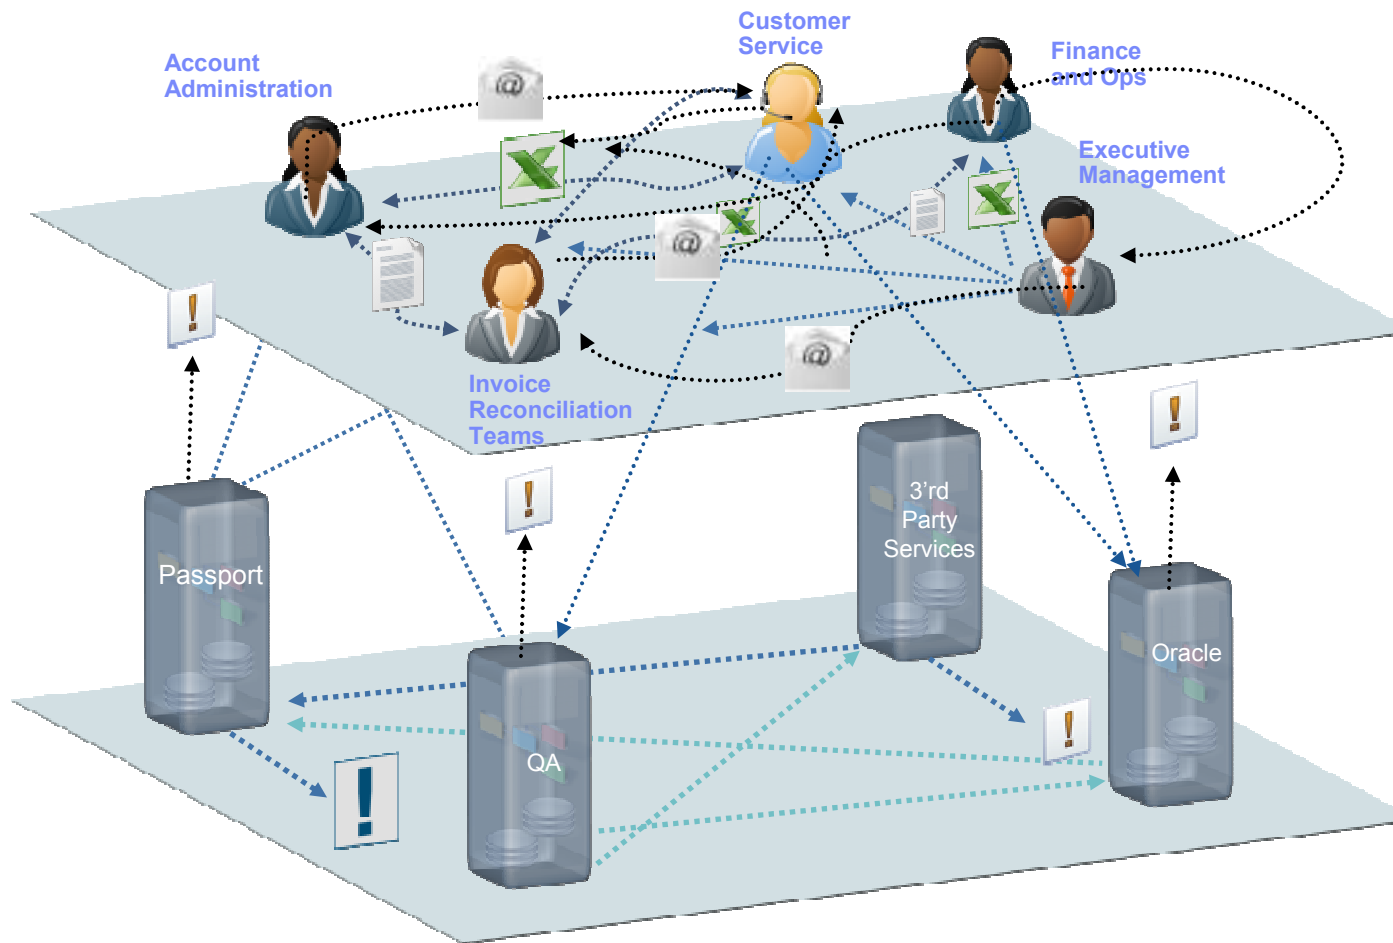 Customer
Service
Account
Administration
Finance
and Ops
Executive
Management
Invoice
Reconciliation
Teams
3'rd
Party
Services
Passport
Oracle
QA
@
@
@
!
!
!
!
!